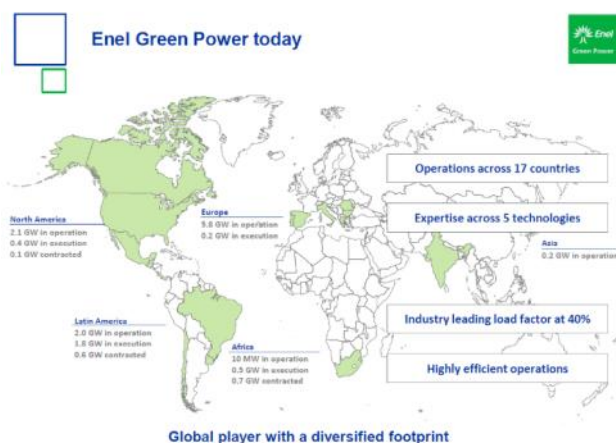 Enel Green Power today
Enel
Green Power
Operations across 17 countries
Expertise across 5 technologies
North America
2.1 GW in operation
0.4 GW in execution
0.1 GW contracted
Europe
5.8 GW in operation
0.2 GW in execution
Asia
0.2 GW in operation
Latin America
2.0 GW in operation
1.8 GW in execution
0.6 GW contracted
Africa
10 MW in operation
0.5 GW in execution
0.7 GW contracted
Industry leading load factor at 40%
Highly efficient operations
Global player with a diversified footprint